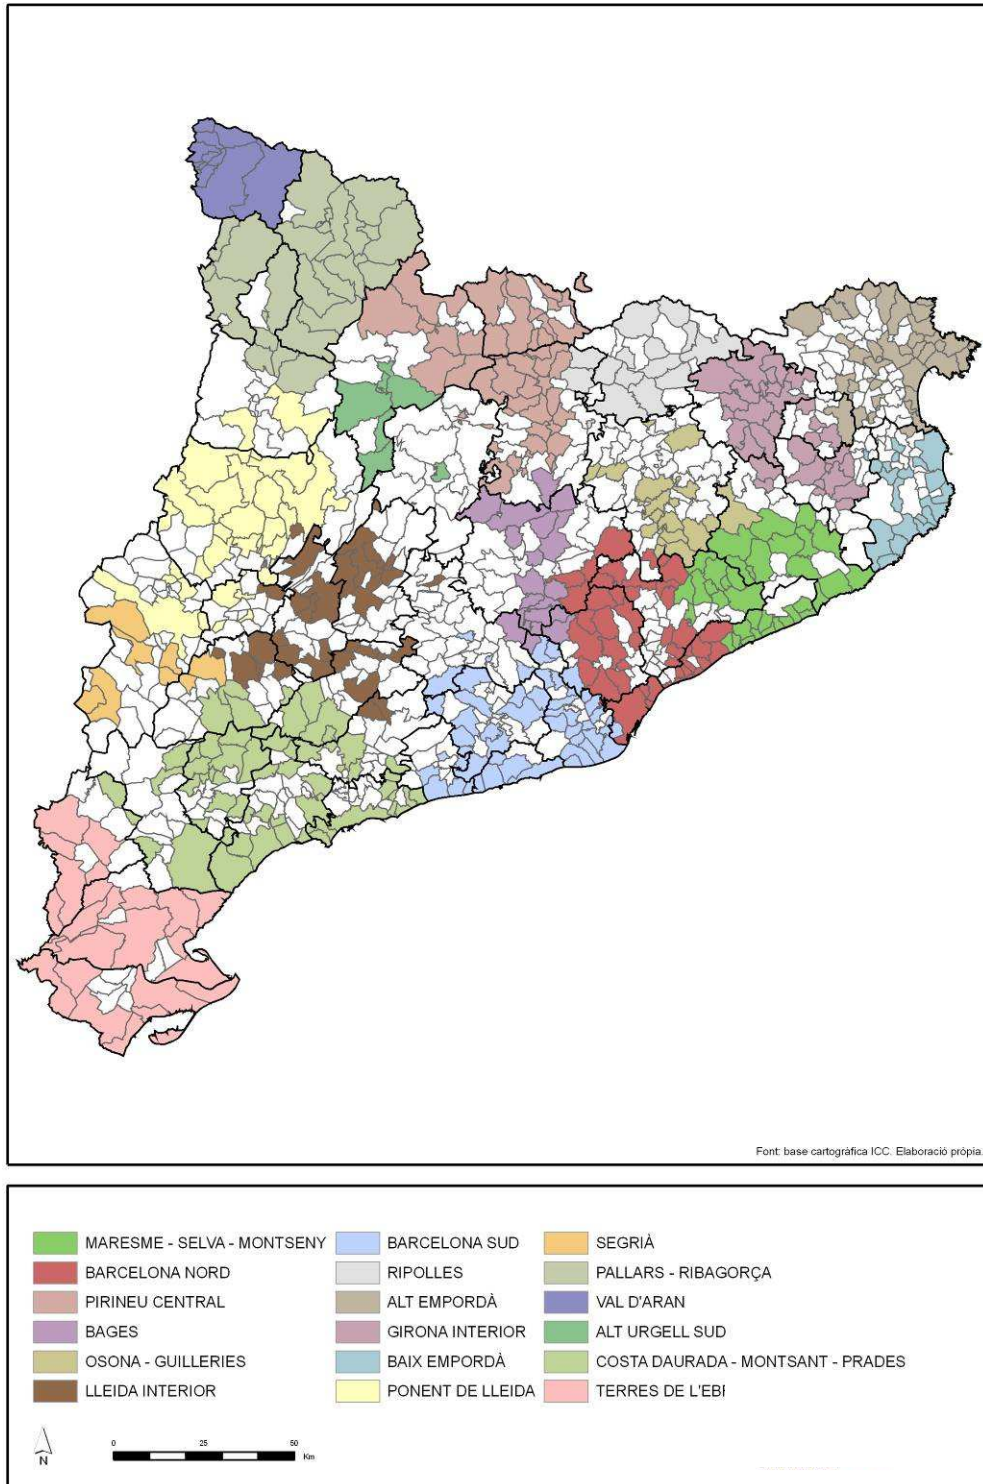 Font: base cartogràfica ICC. Elaboració pròpia.
MARESME - SELVA - MONTSENY
BARCELONA NORD
PIRINEU CENTRAL
BAGES
OSONA - GUILLERIES
LLEIDA INTERIOR
BARCELONA SUD
RIPOLLES
ALT EMPORDÀ
GIRONA INTERIOR
BAIX EMPORDÀ
PONENT DE LLEIDA
SEGRIÀ
PALLARS - RIBAGORÇA
VAL D'ARAN
ALT URGELL SUD
COSTA DAURADA - MONTSANT - PRADES
TERRES DE L'EBI
N
0 25 50
Km